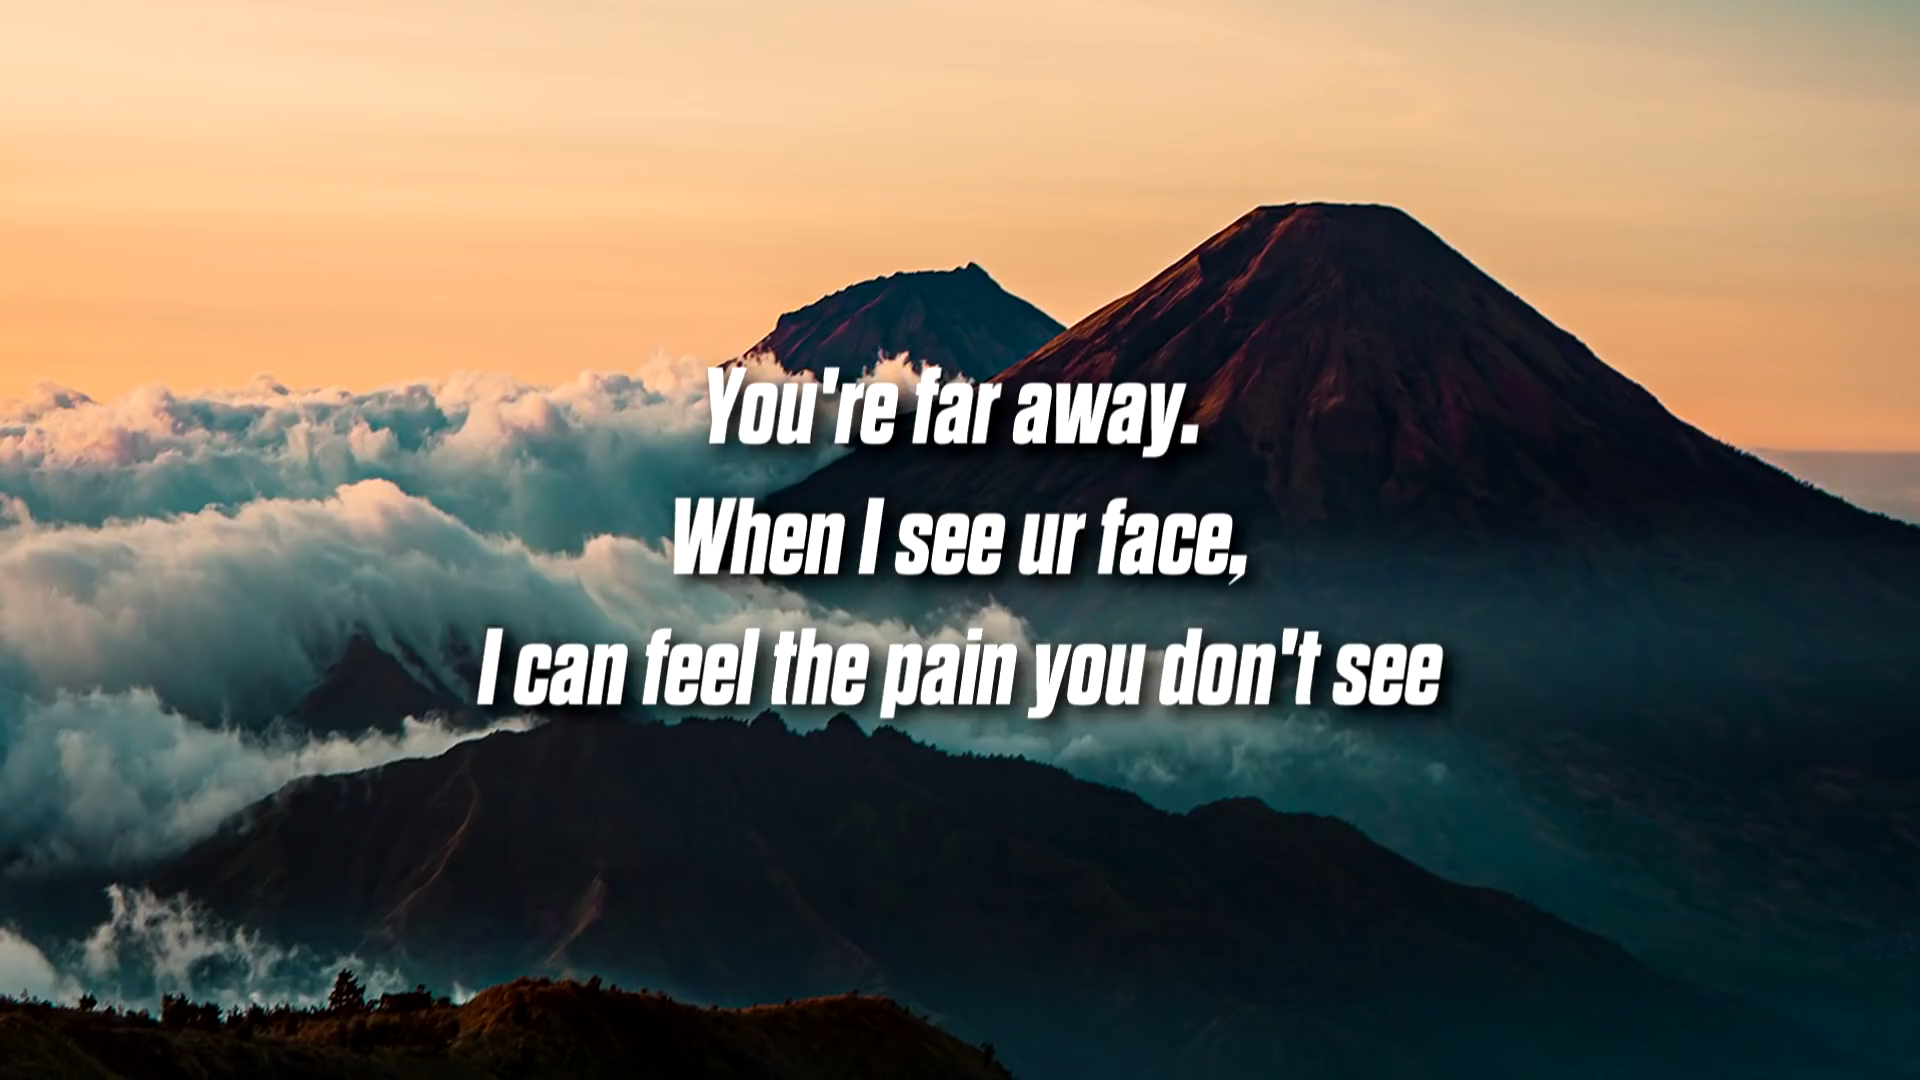 You're far away.
When I see ur face,
I can feel the pain you don't see